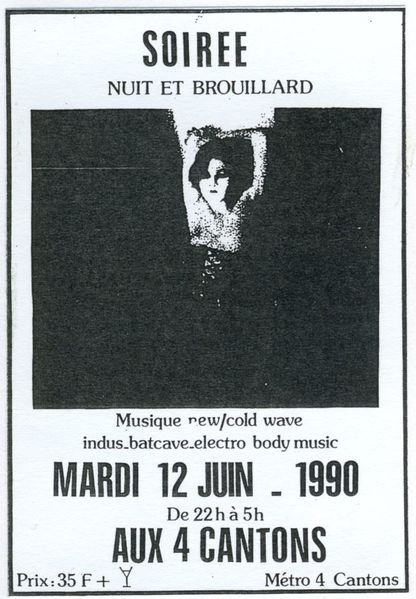 SOIREE
NUIT ET BROUILLARD
Musique new/cold wave
indus_batcave_electro body music
MARDI 12 JUIN _ 1990
De 22h à 5h
AUX 4 CANTONS
Prix: 35 F +
Métro 4 Cantons